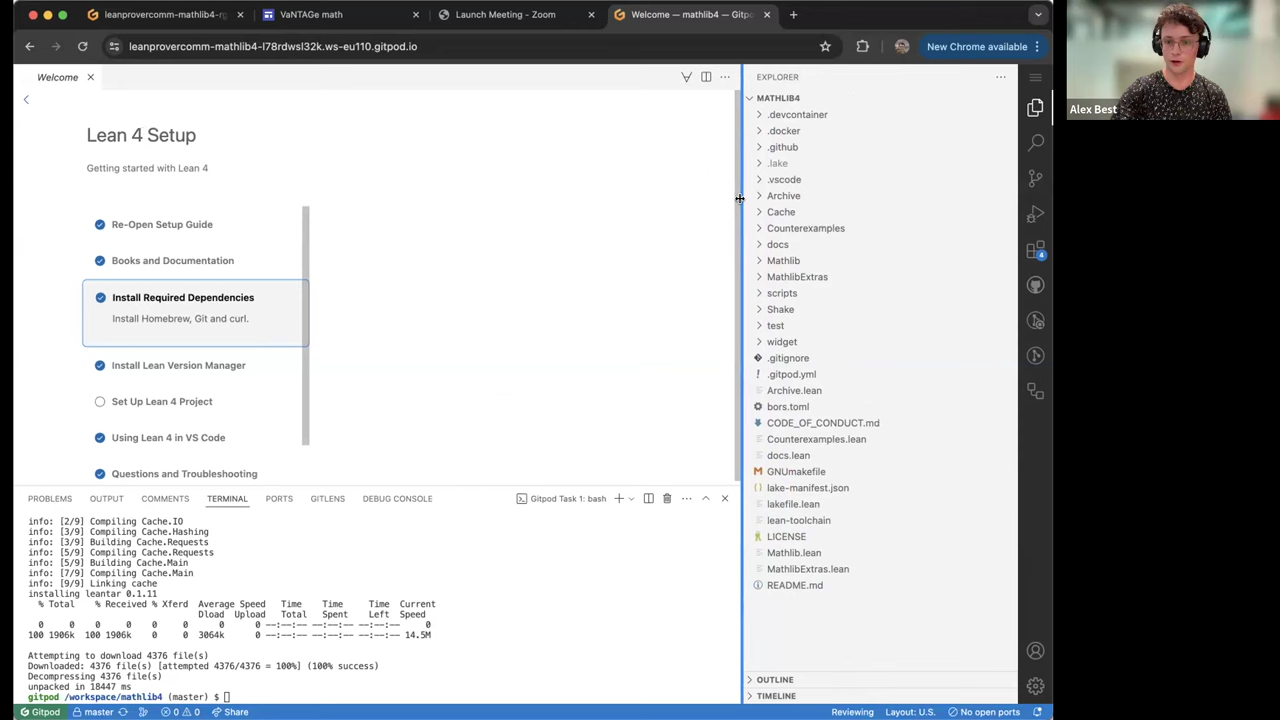 leanprovercomm-mathlib4-r
VaNTAGe math
Launch Meeting - Zoom
Welcome — mathlib4 — Gitpo
leanprovercomm-mathlib4-l78rdwsl32k.ws-eu110.gitpod.io
New Chrome available
Alex Best
Welcome
Lean 4 Setup
Getting started with Lean 4
Re-Open Setup Guide
Books and Documentation
Install Required Dependencies
Install Homebrew, Git and curl.
Install Lean Version Manager
Set Up Lean 4 Project
Using Lean 4 in VS Code
Questions and Troubleshooting
EXPLORER
MATHLIB4
.devcontainer
.docker
.github
.lake
.vscode
Archive
Cache
Counterexamples
docs
Mathlib
MathlibExtras
scripts
Shake
test
widget
.gitignore
.gitpod.yml
Archive.lean
bors.toml
CODE_OF_CONDUCT.md
Counterexamples.lean
docs.lean
GNUmakefile
lake-manifest.json
lakefile.lean
lean-toolchain
LICENSE
Mathlib.lean
MathlibExtras.lean
README.md
OUTLINE
TIMELINE
4
PROBLEMS OUTPUT COMMENTS TERMINAL PORTS GITLENS DEBUG CONSOLE
Gitpod Task 1: bash
info: [2/9] Compiling Cache.IO
info: [3/9] Compiling Cache.Hashing
info: [3/9] Building Cache.Requests
info: [5/9] Compiling Cache.Requests
info: [5/9] Building Cache.Main
info: [7/9] Compiling Cache.Main
info: [9/9] Linking cache
installing leantar 0.1.11
% Total % Received % Xferd Average Speed Time Time Time Current
Dload Upload Total Spent Left Speed
0 0 0 0 0 0 0 0 --:--:-- --:--:-- --:--:-- 0
100 1906k 100 1906k 0 0 3064k 0 --:--:-- --:--:-- --:--:-- 14.5M
Attempting to download 4376 file(s)
Downloaded: 4376 file(s) [attempted 4376/4376 = 100%] (100% success)
Decompressing 4376 file(s)
unpacked in 18447 ms
gitpod /workspace/mathlib4 (master) $
Gitpod master 0 0 Share Reviewing Layout: U.S. No open ports